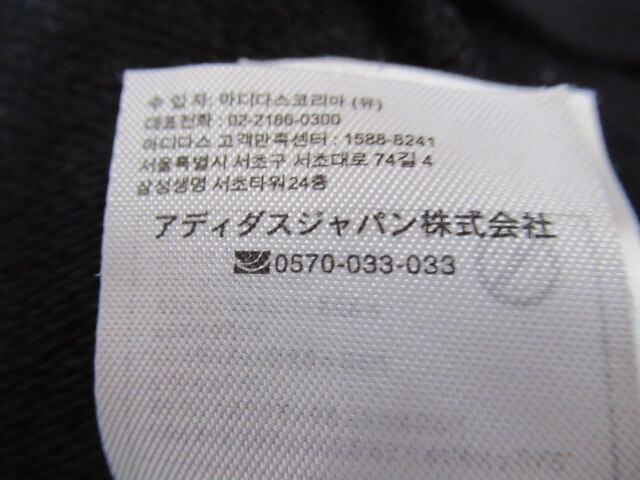 수 입 자: 아디다스코리아 (유)
대표전화 : 02-2186-0300
아디다스 고객만족센터 : 1588-8241
서울특별시 서초구 서초대로 74길 4
삼성생명 서초타워24층
アディダスジャパン株式会社
0570-033-033